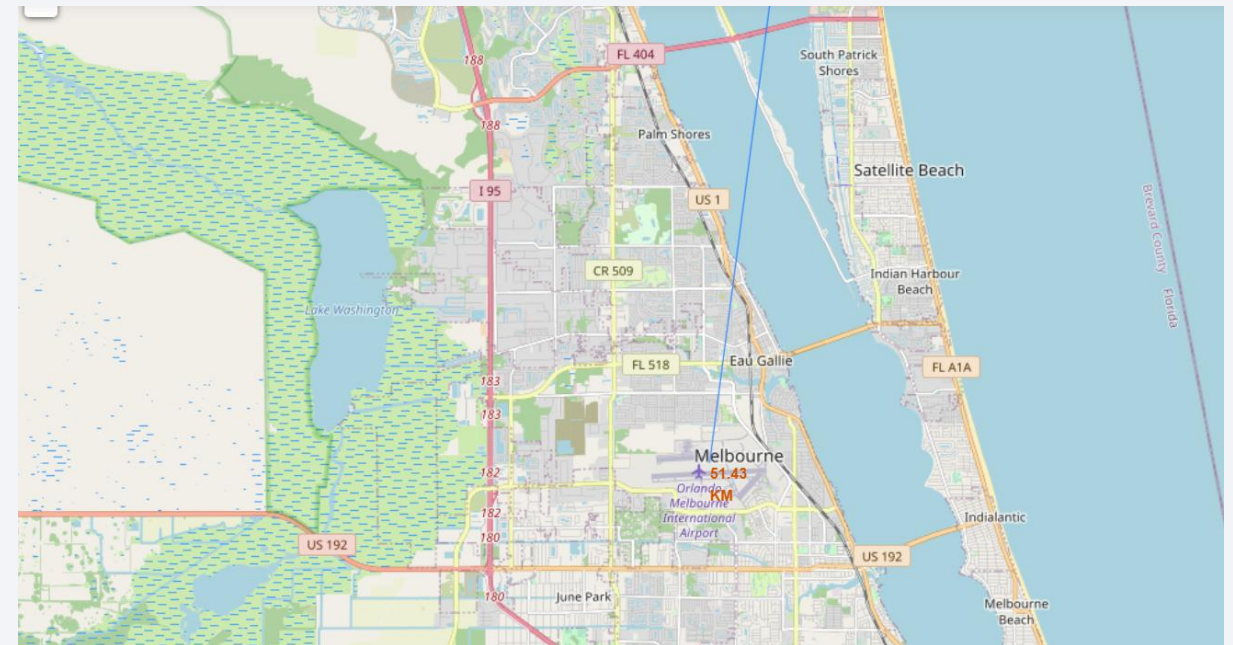 FL 404
188
South Patrick
Shores
188
Palm Shores
Satellite Beach
I 95
US 1
Brevard County
Florida
CR 509
Indian Harbour
Beach
Lake Washington
FL 518
Eau Gallie
FL A1A
183
183
Melbourne
182
51.43
KM
Orlando
Melbourne
International
Airport
182
180
Indialantic
US 192
US 192
180
June Park
Melbourne
Beach